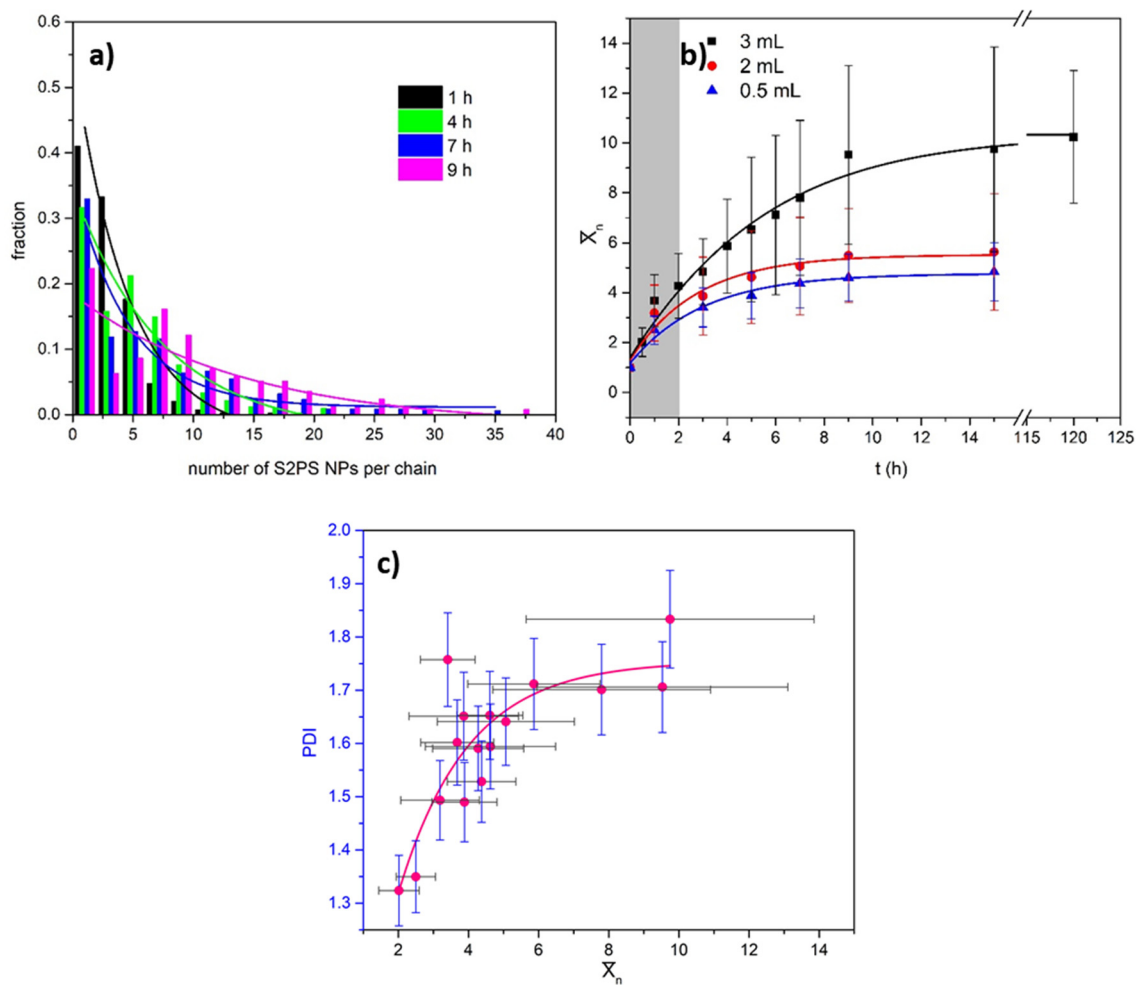 a)
0.6
0.5
0.4
0.3
0.2
0.1
0.0
fraction
1 h
4 h
7 h
9 h
0 5 10 15 20 25 30 35 40
number of S2PS NPs per chain
b)
14
12
10
8
6
4
2
0
X̅n
3 mL
2 mL
0.5 mL
0 2 4 6 8 10 12 14 115 120 125
t (h)
c)
2.0
1.9
1.8
1.7
1.6
1.5
1.4
1.3
PDI
2 4 6 8 10 12 14
X̅n